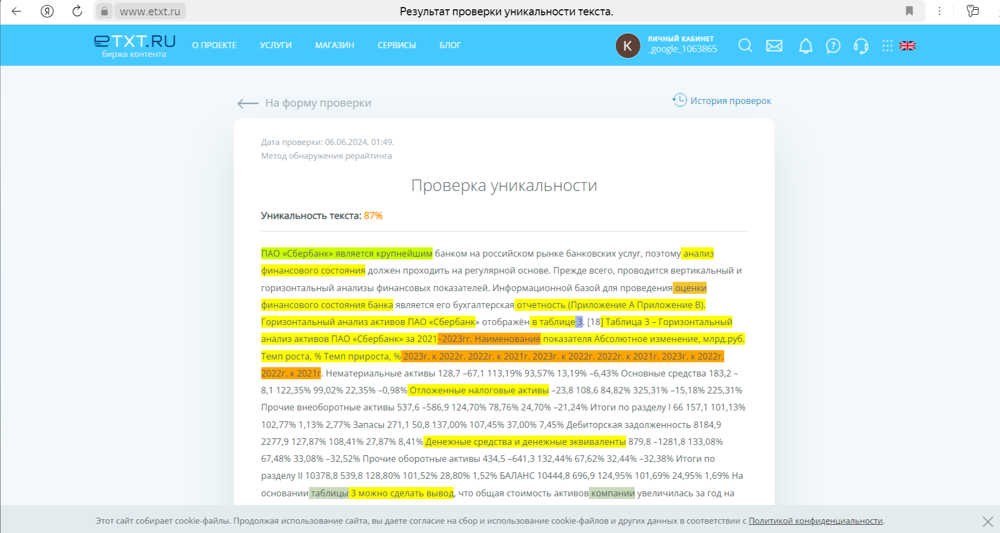 www.etxt.ru
Результат проверки уникальности текста.
eTXT.RU
биржа контента
О ПРОЕКТЕ
УСЛУГИ
МАГАЗИН
СЕРВИСЫ
БЛОГ
К
ЛИЧНЫЙ КАБИНЕТ
_google_1063865
На форму проверки
История проверок
Дата проверки: 06.06.2024, 01:49.
Метод обнаружения рерайтинга
Проверка уникальности
Уникальность текста: 87%
ПАО «Сбербанк» является крупнейшим банком на российском рынке банковских услуг, поэтому анализ
финансового состояния должен проходить на регулярной основе. Прежде всего, проводится вертикальный и
горизонтальный анализы финансовых показателей. Информационной базой для проведения оценки
финансового состояния банка является его бухгалтерская отчетность (Приложение А Приложение В).
Горизонтальный анализ активов ПАО «Сбербанк» отображён в таблице 3. [18] Таблица 3 – Горизонтальный
анализ активов ПАО «Сбербанк» за 2021–2023гг. Наименование показателя Абсолютное изменение, млрд.руб.
Темп роста, % Темп прироста, % 2023г. к 2022г. 2022г. к 2021г. 2023г. к 2022г. 2022г. к 2021г. 2023г. к 2022г.
2022г. к 2021г. Нематериальные активы 128,7 –67,1 113,19% 93,57% 13,19% –6,43% Основные средства 183,2 –
8,1 122,35% 99,02% 22,35% –0,98% Отложенные налоговые активы –23,8 108,6 84,82% 325,31% –15,18% 225,31%
Прочие внеоборотные активы 537,6 –586,9 124,70% 78,76% 24,70% –21,24% Итоги по разделу I 66 157,1 101,13%
102,77% 1,13% 2,77% Запасы 271,1 50,8 137,00% 107,45% 37,00% 7,45% Дебиторская задолженность 8184,9
2277,9 127,87% 108,41% 27,87% 8,41% Денежные средства и денежные эквиваленты 879,8 –1281,8 133,08%
67,48% 33,08% –32,52% Прочие оборотные активы 434,5 –641,3 132,44% 67,62% 32,44% –32,38% Итоги по
разделу II 10378,8 539,8 128,80% 101,52% 28,80% 1,52% БАЛАНС 10444,8 696,9 124,95% 101,69% 24,95% 1,69% На
основании таблицы 3 можно сделать вывод, что общая стоимость активов компании увеличилась за год на
Этот сайт собирает cookie-файлы. Продолжая использование сайта, вы даете согласие на сбор и использование cookie-файлов и других данных в соответствии с Политикой конфиденциальности.